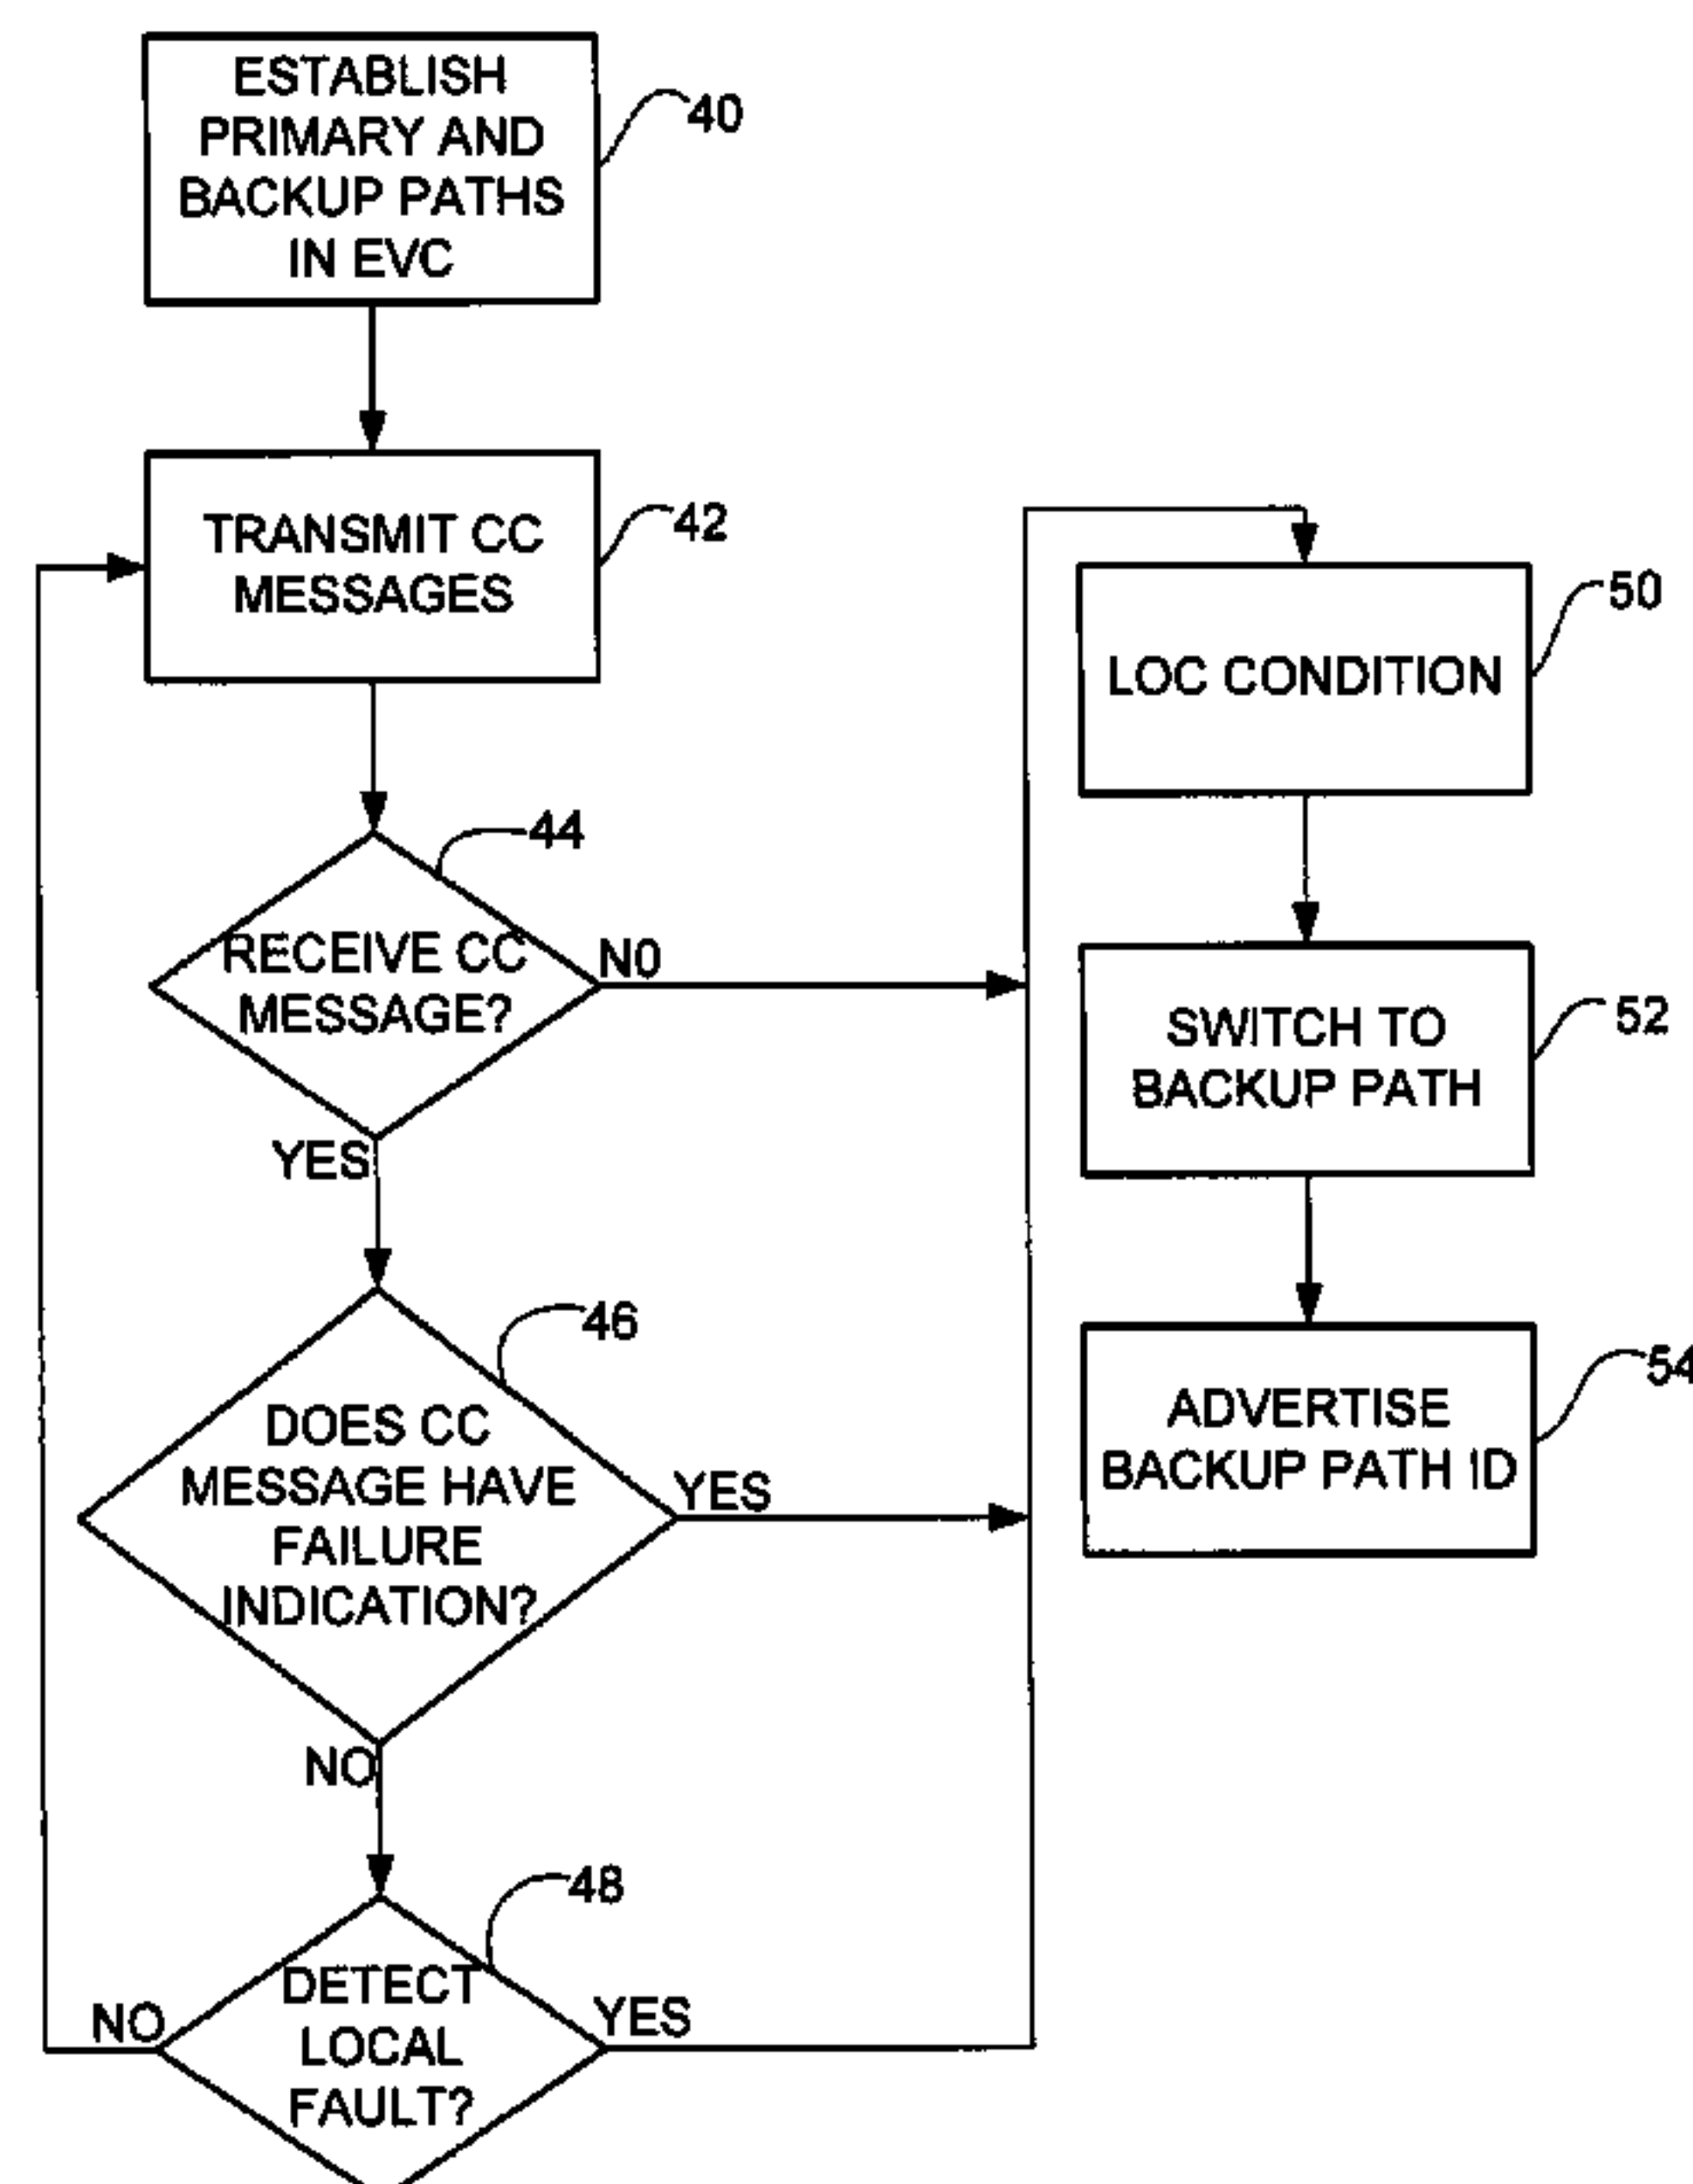 ESTABLISH
PRIMARY AND
BACKUP PATHS
IN EVC
40
TRANSMIT CC
MESSAGES
42
RECEIVE CC
MESSAGE?
44
NO
YES
DOES CC
MESSAGE HAVE
FAILURE
INDICATION?
46
YES
NO
DETECT
LOCAL
FAULT?
48
NO
YES
LOC CONDITION
50
SWITCH TO
BACKUP PATH
52
ADVERTISE
BACKUP PATH ID
54